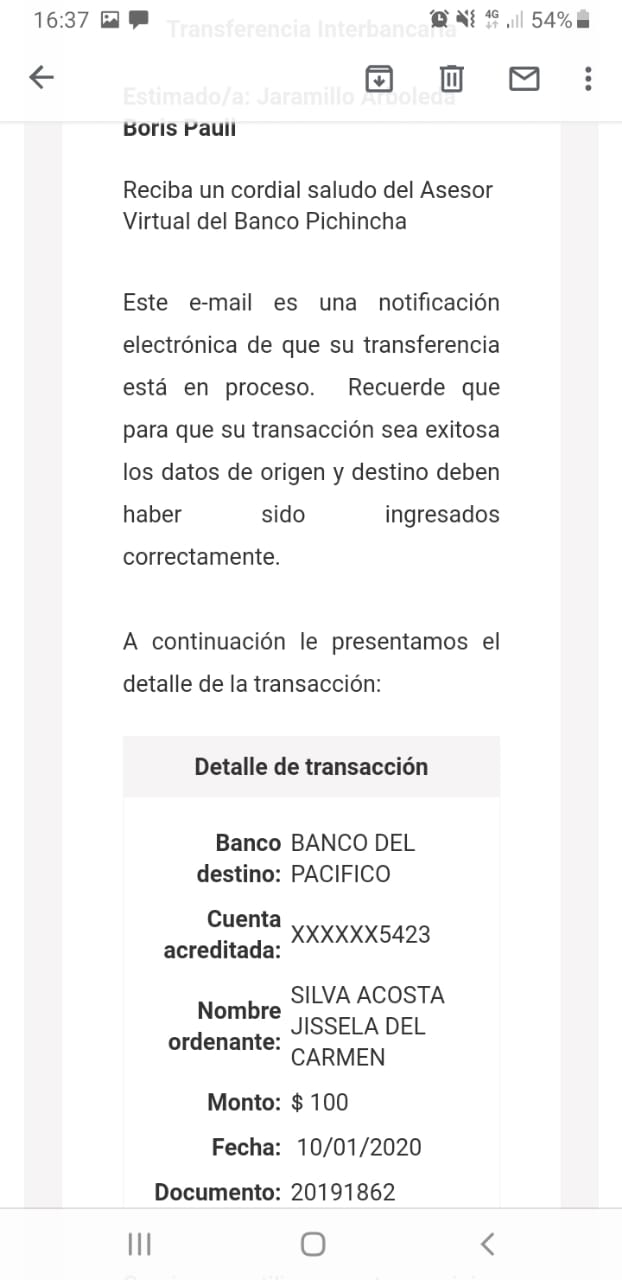 16:37 4G 54%
Transferencia Interbancaria
Estimado/a: Jaramillo Arboleda
Boris Paull
Reciba un cordial saludo del Asesor
Virtual del Banco Pichincha
Este e-mail es una notificación
electrónica de que su transferencia
está en proceso. Recuerde que
para que su transacción sea exitosa
los datos de origen y destino deben
haber sido ingresados
correctamente.
A continuación le presentamos el
detalle de la transacción:
Detalle de transacción
Banco destino: BANCO DEL PACIFICO
Cuenta acreditada: XXXXXX5423
Nombre ordenante: SILVA ACOSTA JISSELA DEL CARMEN
Monto: $ 100
Fecha: 10/01/2020
Documento: 20191862